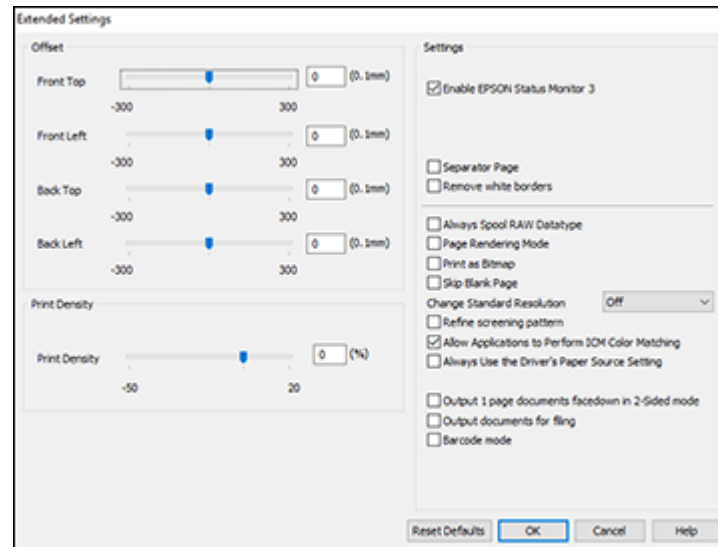 Extended Settings
Offset
Front Top
0
(0.1mm)
-300
300
Front Left
0
(0.1mm)
-300
300
Back Top
0
(0.1mm)
-300
300
Back Left
0
(0.1mm)
-300
300
Print Density
Print Density
0
(%)
-50
20
Settings
Enable EPSON Status Monitor 3
Separator Page
Remove white borders
Always Spool RAW Datatype
Page Rendering Mode
Print as Bitmap
Skip Blank Page
Change Standard Resolution
Off
Refine screening pattern
Allow Applications to Perform ICM Color Matching
Always Use the Driver's Paper Source Setting
Output 1 page documents facedown in 2-Sided mode
Output documents for filing
Barcode mode
Reset Defaults
OK
Cancel
Help